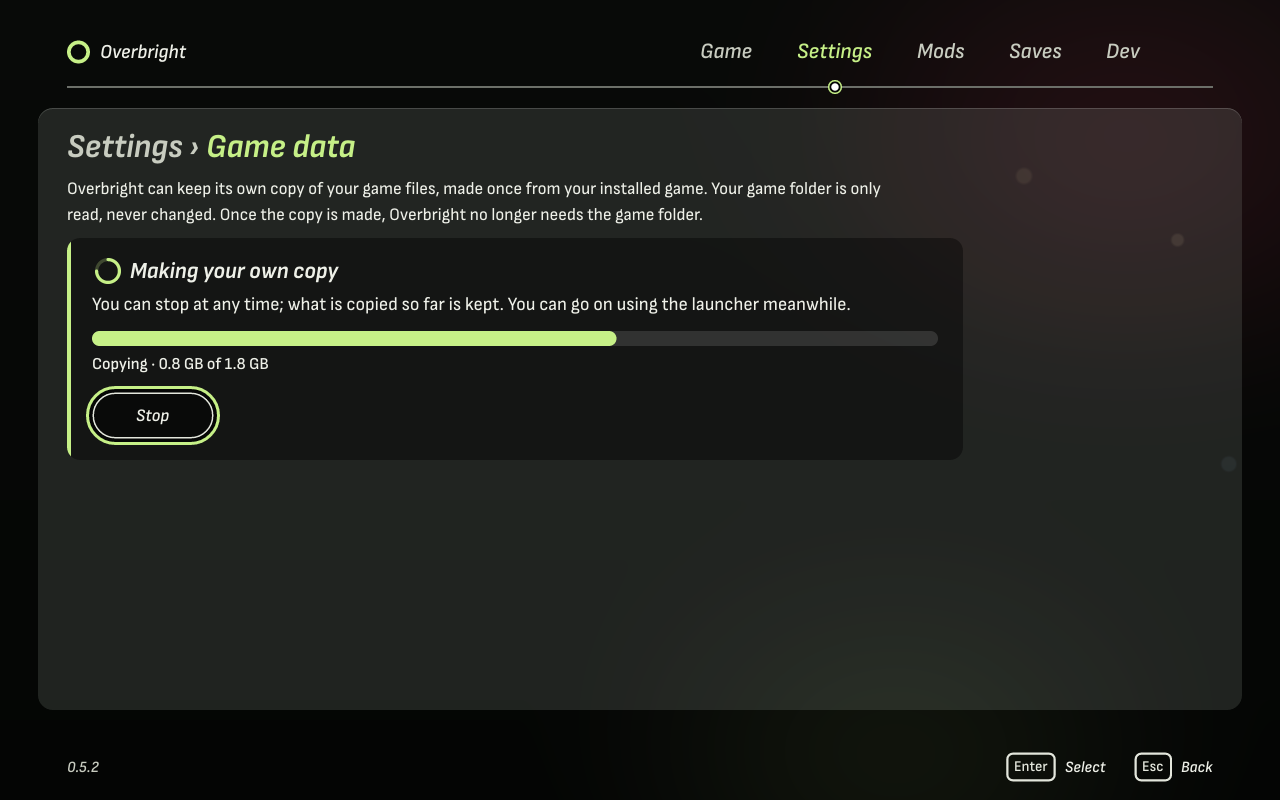 Overbright
Game
Settings
Mods
Saves
Dev
Settings › Game data
Overbright can keep its own copy of your game files, made once from your installed game. Your game folder is only
read, never changed. Once the copy is made, Overbright no longer needs the game folder.
Making your own copy
You can stop at any time; what is copied so far is kept. You can go on using the launcher meanwhile.
Copying · 0.8 GB of 1.8 GB
Stop
0.5.2
Enter Select
Esc Back